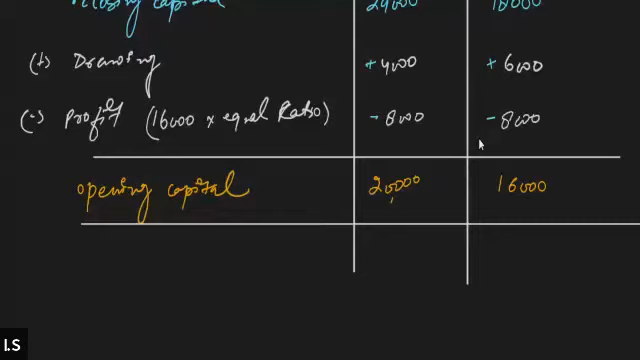 Closing capital 24000 18000
(+) Drawing +4000 +6000
(-) Profit (16000 x equal Ratio) -8000 -8000
opening capital 20,000 16000
I.S